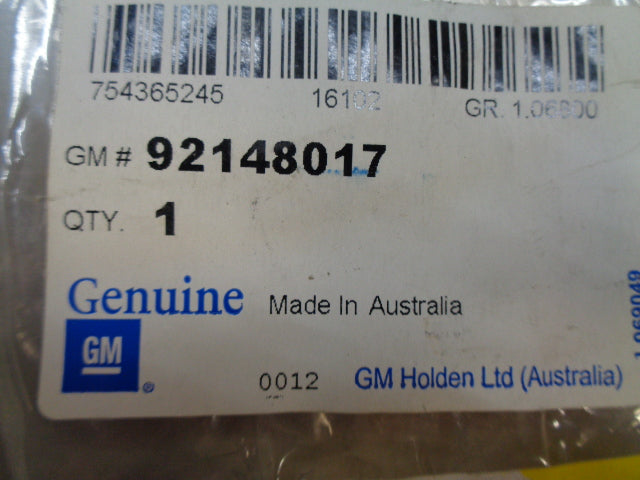 754365245 16102 GR. 1.06800
GM # 92148017
QTY. 1
Genuine Made In Australia
GM ®
0012 GM Holden Ltd (Australia)